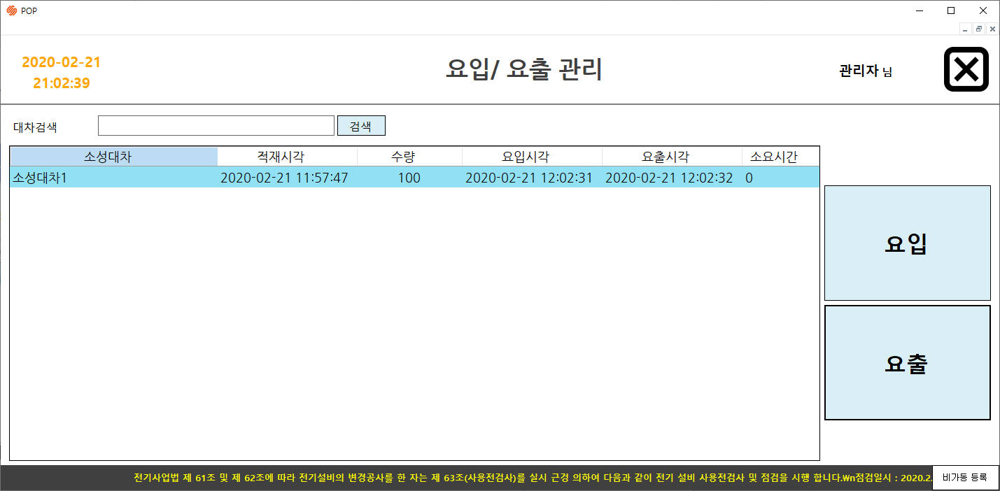 POP
2020-02-21
21:02:39
요입/ 요출 관리
관리자 님
대차검색
검색
소성대차 적재시각 수량 요입시각 요출시각 소요시간
소성대차1 2020-02-21 11:57:47 100 2020-02-21 12:02:31 2020-02-21 12:02:32 0
요입
요출
전기사업법 제 61조 및 제 62조에 따라 전기설비의 변경공사를 한 자는 제 63조(사용전검사)를 실시 근겅 의하여 다음과 같이 전기 설비 사용전검사 및 점검을 시행 합니다.₩n점검일시 : 2020.2.
비가동 등록